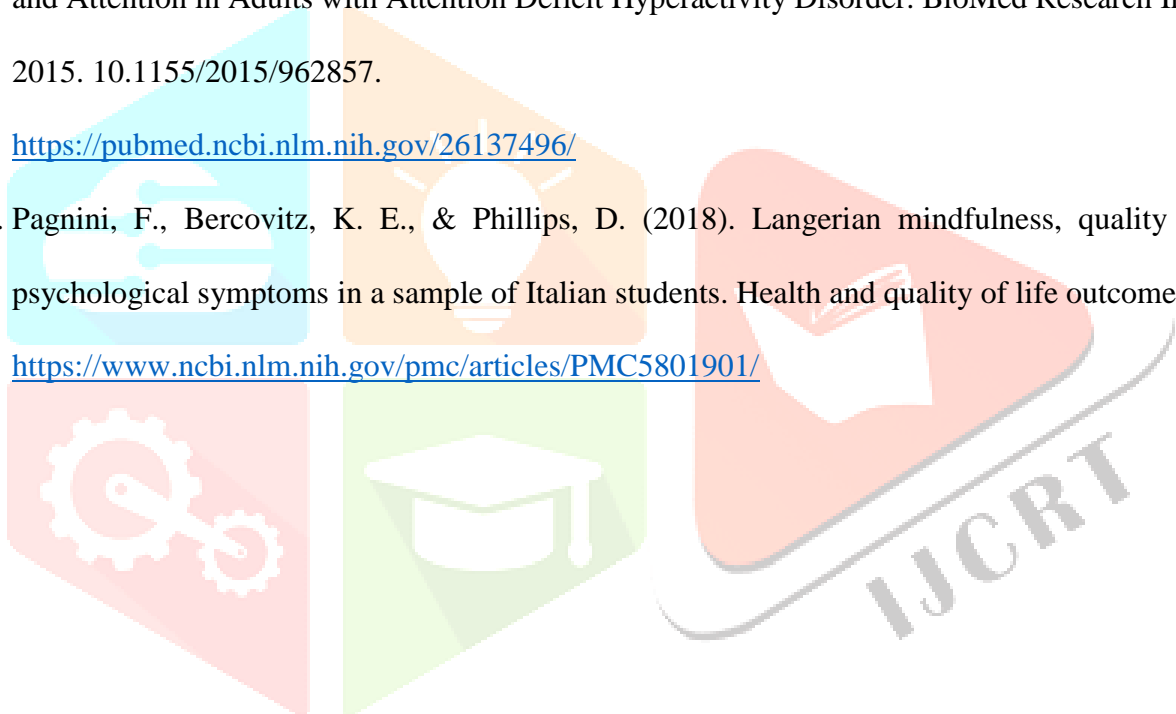 and Attention in Adults with Attention Deficit Hyperactivity Disorder. BioMed Research
2015. 10.1155/2015/962857.
https://pubmed.ncbi.nlm.nih.gov/26137496/
. Pagnini, F., Bercovitz, K. E., & Phillips, D. (2018). Langerian mindfulness, quality
psychological symptoms in a sample of Italian students. Health and quality of life outcome
https://www.ncbi.nlm.nih.gov/pmc/articles/PMC5801901/
IJCRT